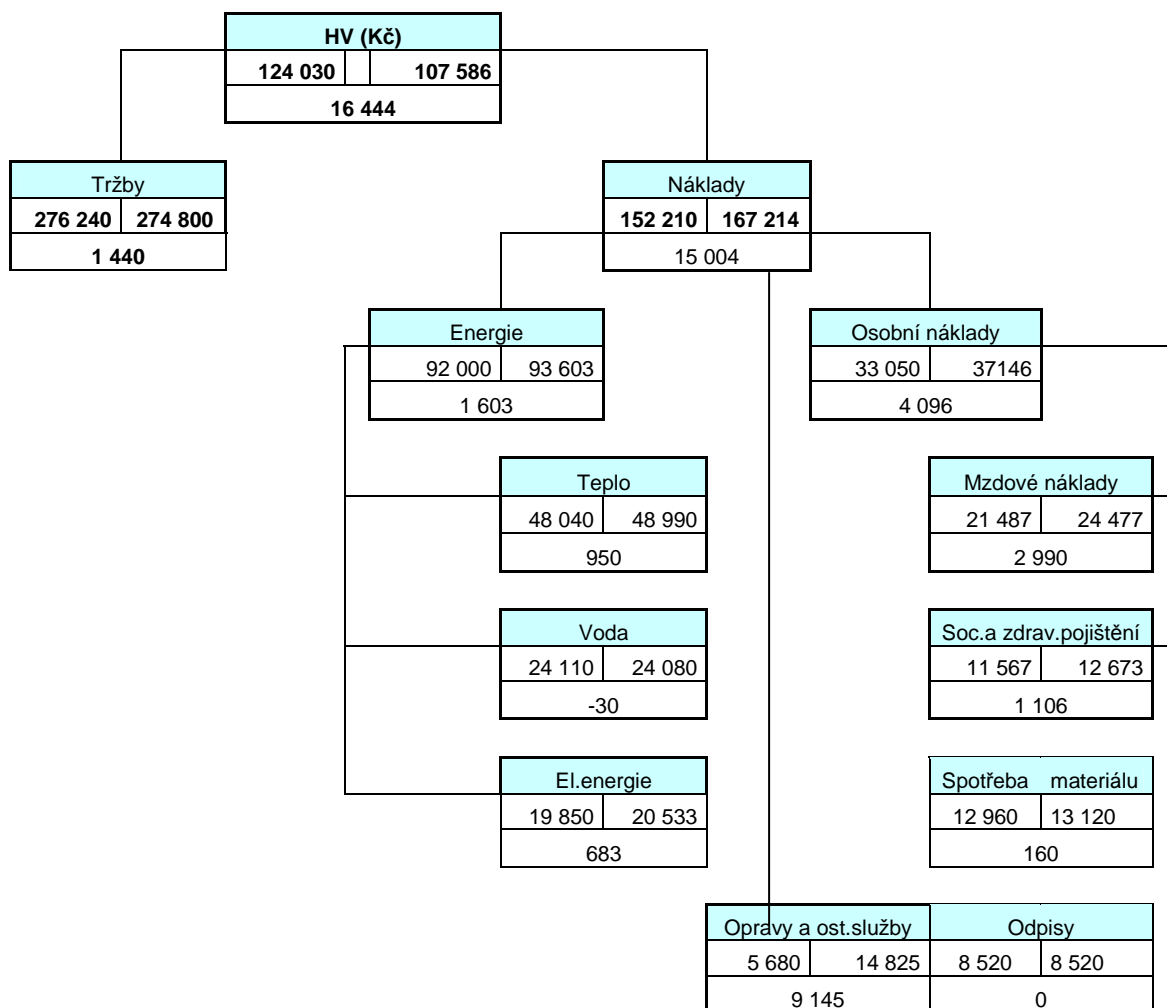 HV (Kč)
124 030 107 586
16 444
Tržby
276 240 274 800
1 440
Náklady
152 210 167 214
15 004
Energie
92 000 93 603
1 603
Osobní náklady
33 050 37146
4 096
Teplo
48 040 48 990
950
Mzdové náklady
21 487 24 477
2 990
Voda
24 110 24 080
-30
Soc.a zdrav.pojištění
11 567 12 673
1 106
El.energie
19 850 20 533
683
Spotřeba materiálu
12 960 13 120
160
Opravy a ost.služby
5 680 14 825
9 145
Odpisy
8 520 8 520
0